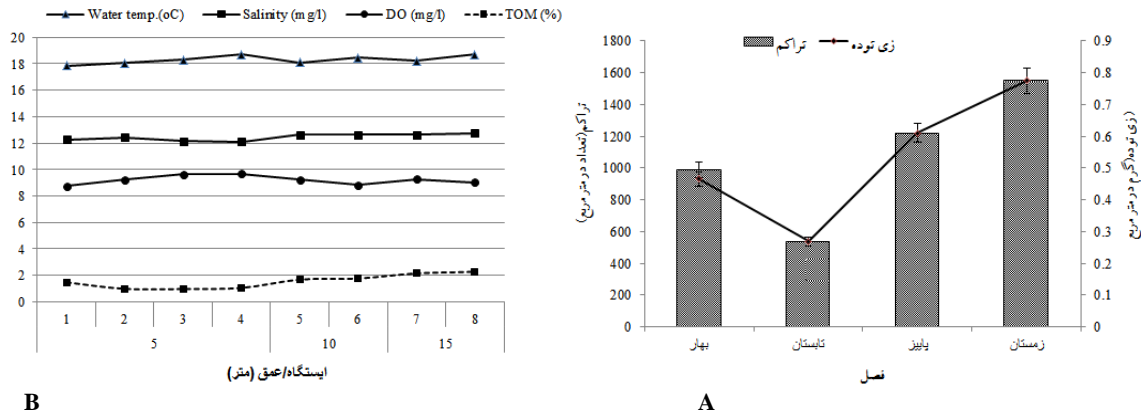 Water temp.(oC) Salinity (mg/l) DO (mg/l) TOM (%)
20
18
16
14
12
10
8
6
4
2
0
1 2 3 4 5 6 7 8
5 10 15
ایستگاه/عمق (متر)
B
تراکم زی توده
1800
1600
1400
1200
1000
800
600
400
200
0
تراکم(تعداد در متر مربع)
0.9
0.8
0.7
0.6
0.5
0.4
0.3
0.2
0.1
0
زی توده(گرم) در متر مربع
بهار تابستان پاییز زمستان
فصل
A